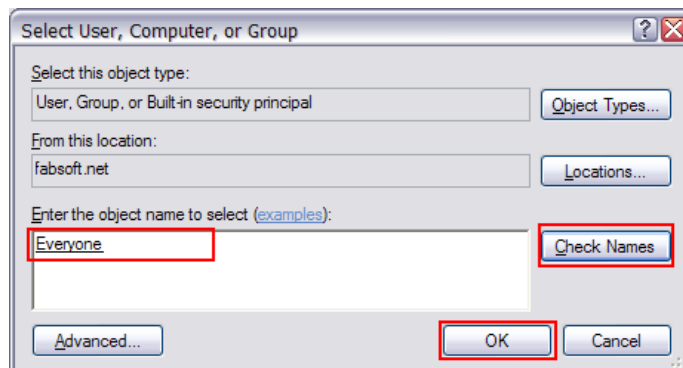 Select User, Computer, or Group
Select this object type:
User, Group, or Built-in security principal
Object Types...
From this location:
fabsoft.net
Locations...
Enter the object name to select (examples):
Everyone
Check Names
Advanced...
OK
Cancel